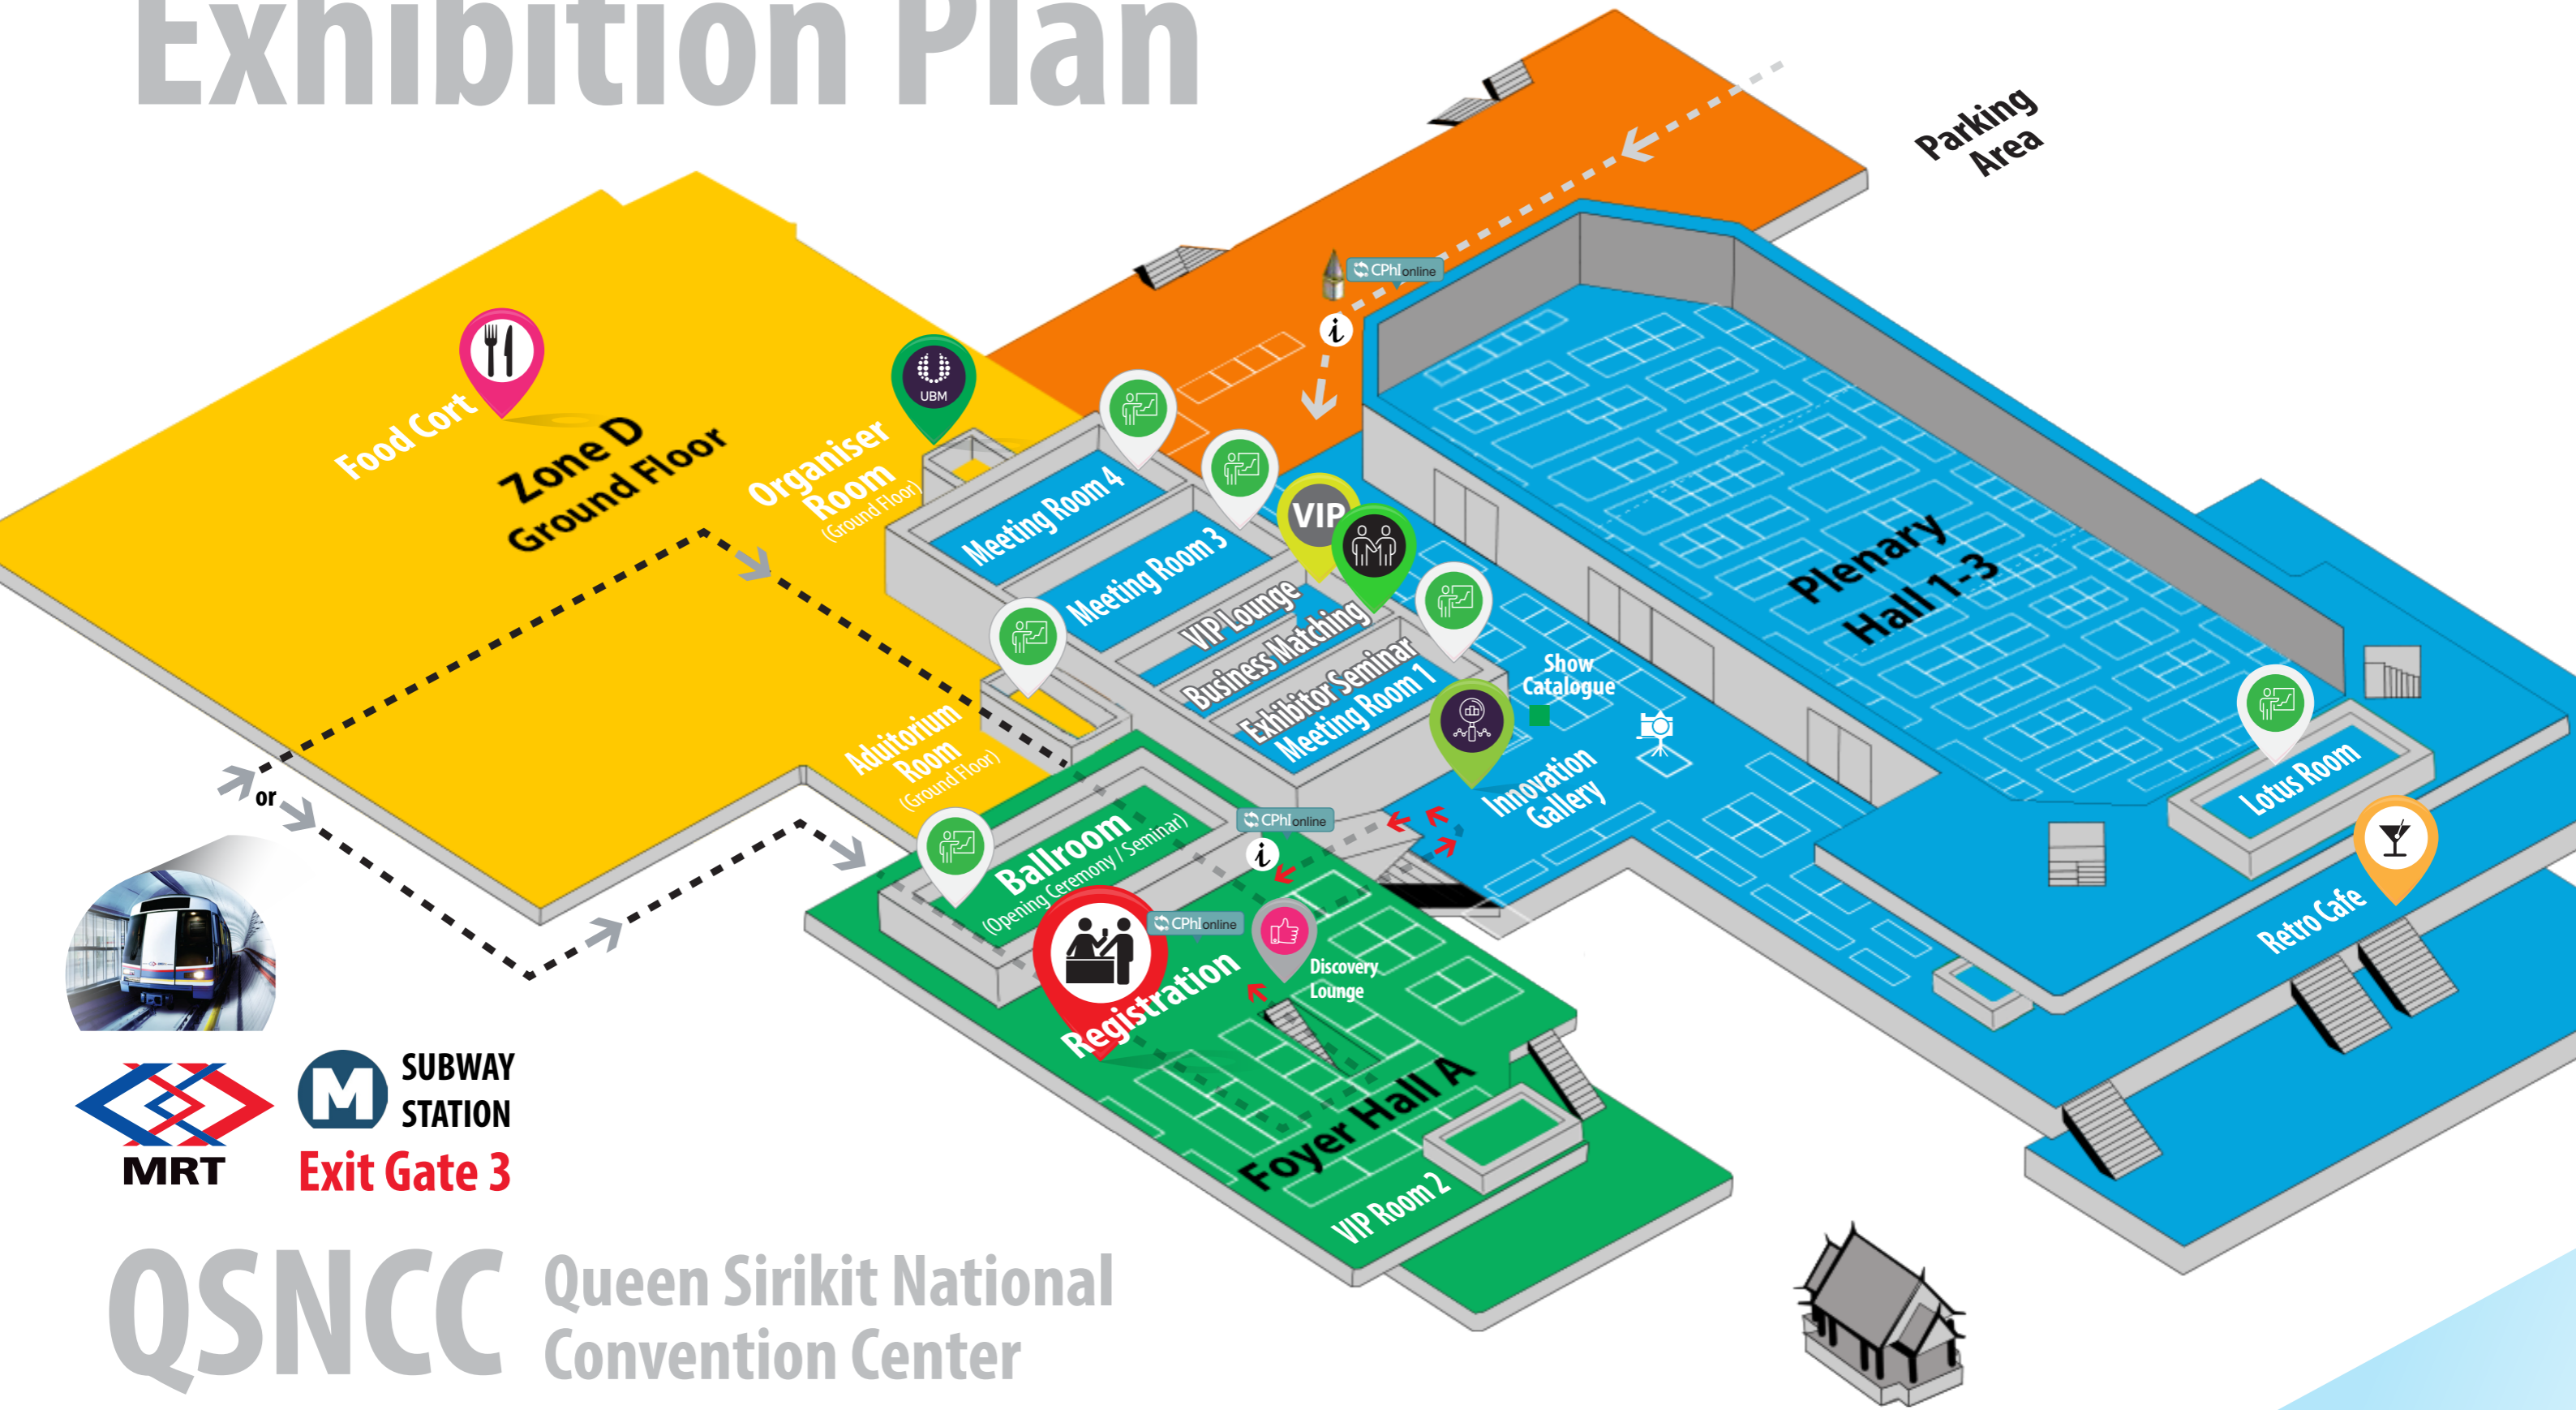 Exhibition Plan
Parking
Area
CPhI online
i
UBM
Food Cort
Zone D
Ground Floor
Organiser
Room
(Ground Floor)
Meeting Room 4
Meeting Room 3
VIP
VIP Lounge
Business Matching
Exhibitor Seminar
Meeting Room 1
Plenary
Hall 1-3
Show
Catalogue
Innovation
Gallery
Lotus Room
Retro Cafe
Aduitorium
Room
(Ground Floor)
or
CPhI online
i
Ballroom
(Opening Ceremony / Seminar)
CPhI online
Registration
Discovery
Lounge
Foyer Hall A
VIP Room 2
MRT
M
SUBWAY
STATION
Exit Gate 3
QSNCC
Queen Sirikit National
Convention Center